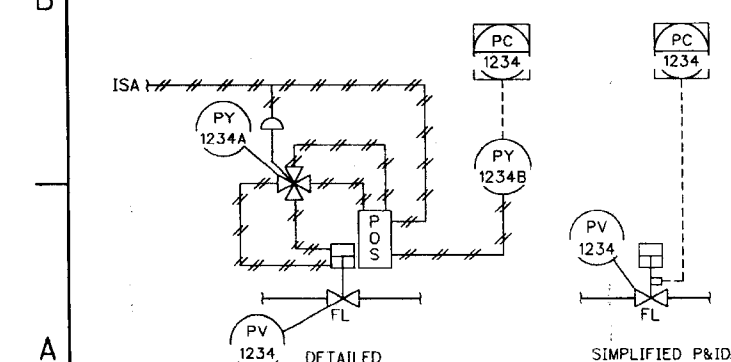 B
PC
1234
PC
1234
ISA
PY
1234A
PY
1234B
POS
PV
1234
FL
FL
PV
1234
A
DETAILED
SIMPLIFIED P&ID